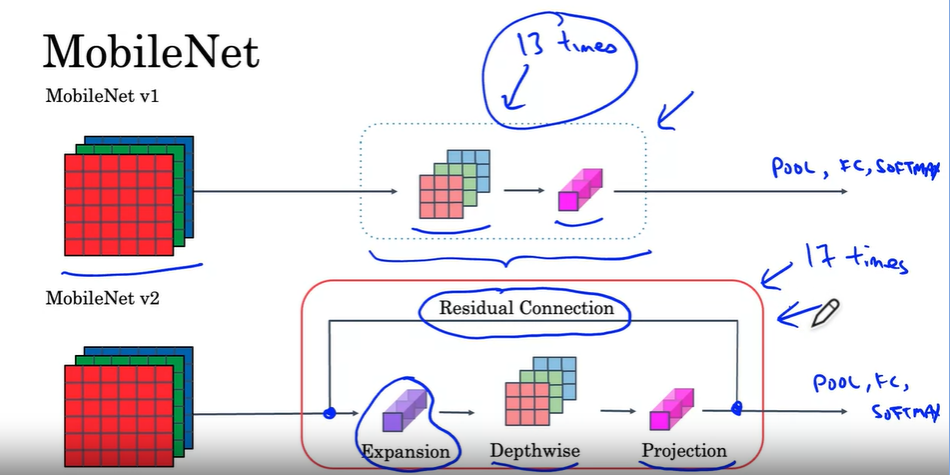 MobileNet
13 times
MobileNet v1
POOL, FC, SOFTMAX
17 times
MobileNet v2
Residual Connection
POOL, FC,
SOFTMAX
Expansion
Depthwise
Projection